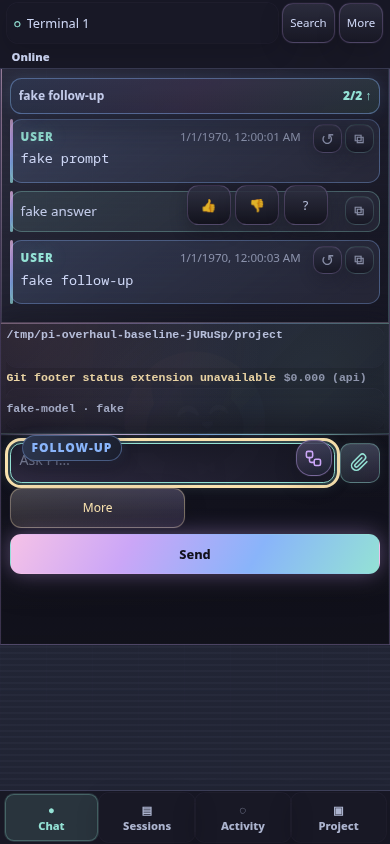 Terminal 1
Search
More
Online
fake follow-up
2/2 ↑
USER
1/1/1970, 12:00:01 AM
fake prompt
fake answer
?
USER
1/1/1970, 12:00:03 AM
fake follow-up
/tmp/pi-overhaul-baseline-jURuSp/project
Git footer status extension unavailable $0.000 (api)
fake-model · fake
FOLLOW-UP
More
Send
Chat
Sessions
Activity
Project